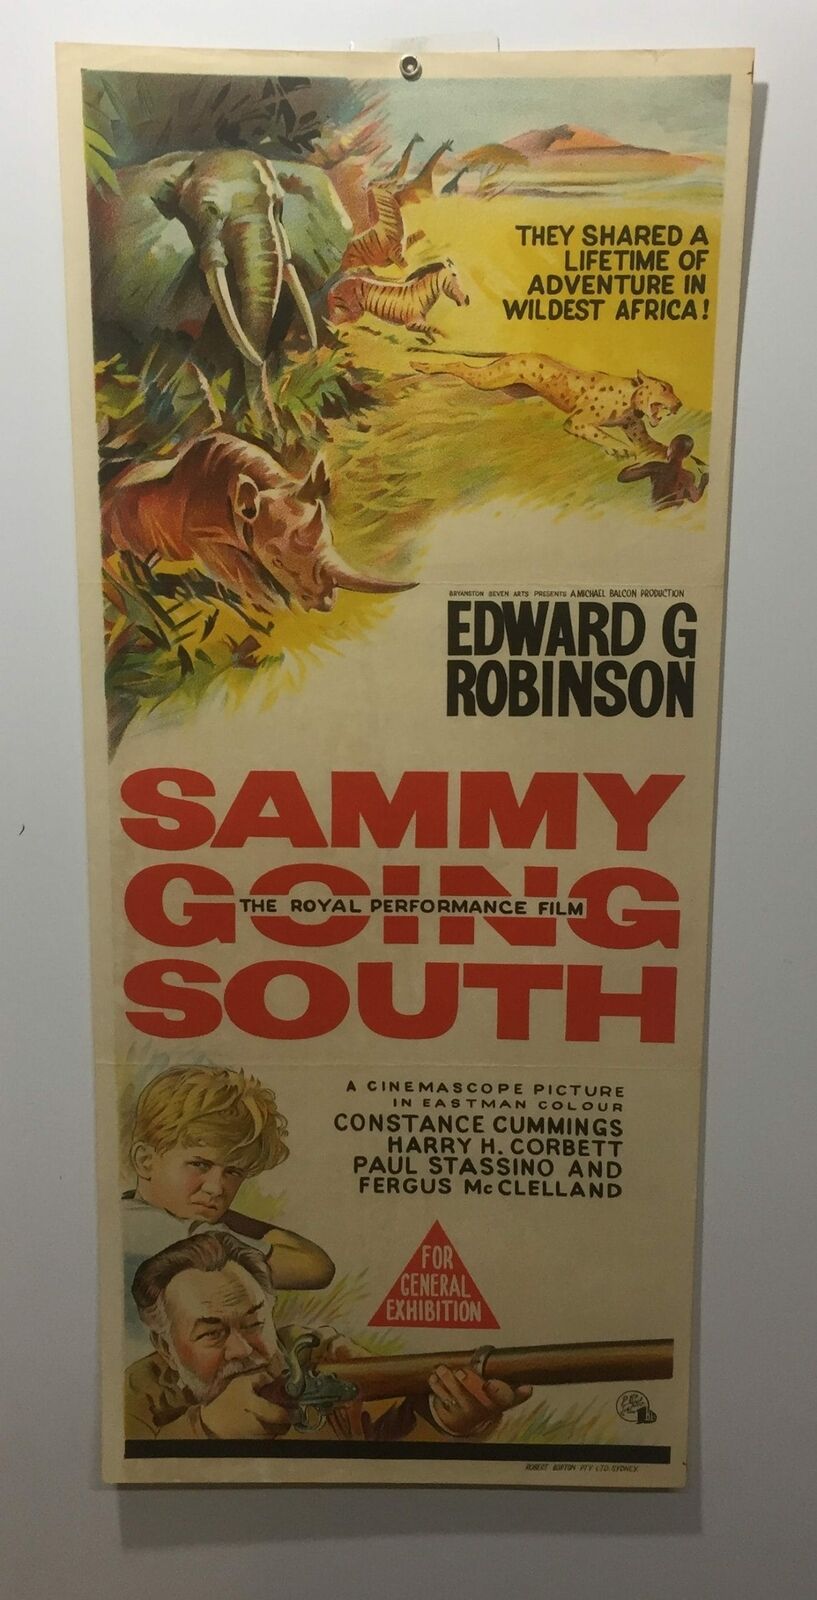 THEY SHARED A
LIFETIME OF
ADVENTURE IN
WILDEST AFRICA!
BRYANSTON SEVEN ARTS PRESENTS A MICHAEL BALCON PRODUCTION
EDWARD G
ROBINSON
SAMMY
GOING
THE ROYAL PERFORMANCE FILM
SOUTH
A CINEMASCOPE PICTURE
IN EASTMAN COLOUR
CONSTANCE CUMMINGS
HARRY H. CORBETT
PAUL STASSINO AND
FERGUS McCLELLAND
FOR
GENERAL
EXHIBITION
ROBERT BURTON PTY LTD. SYDNEY.